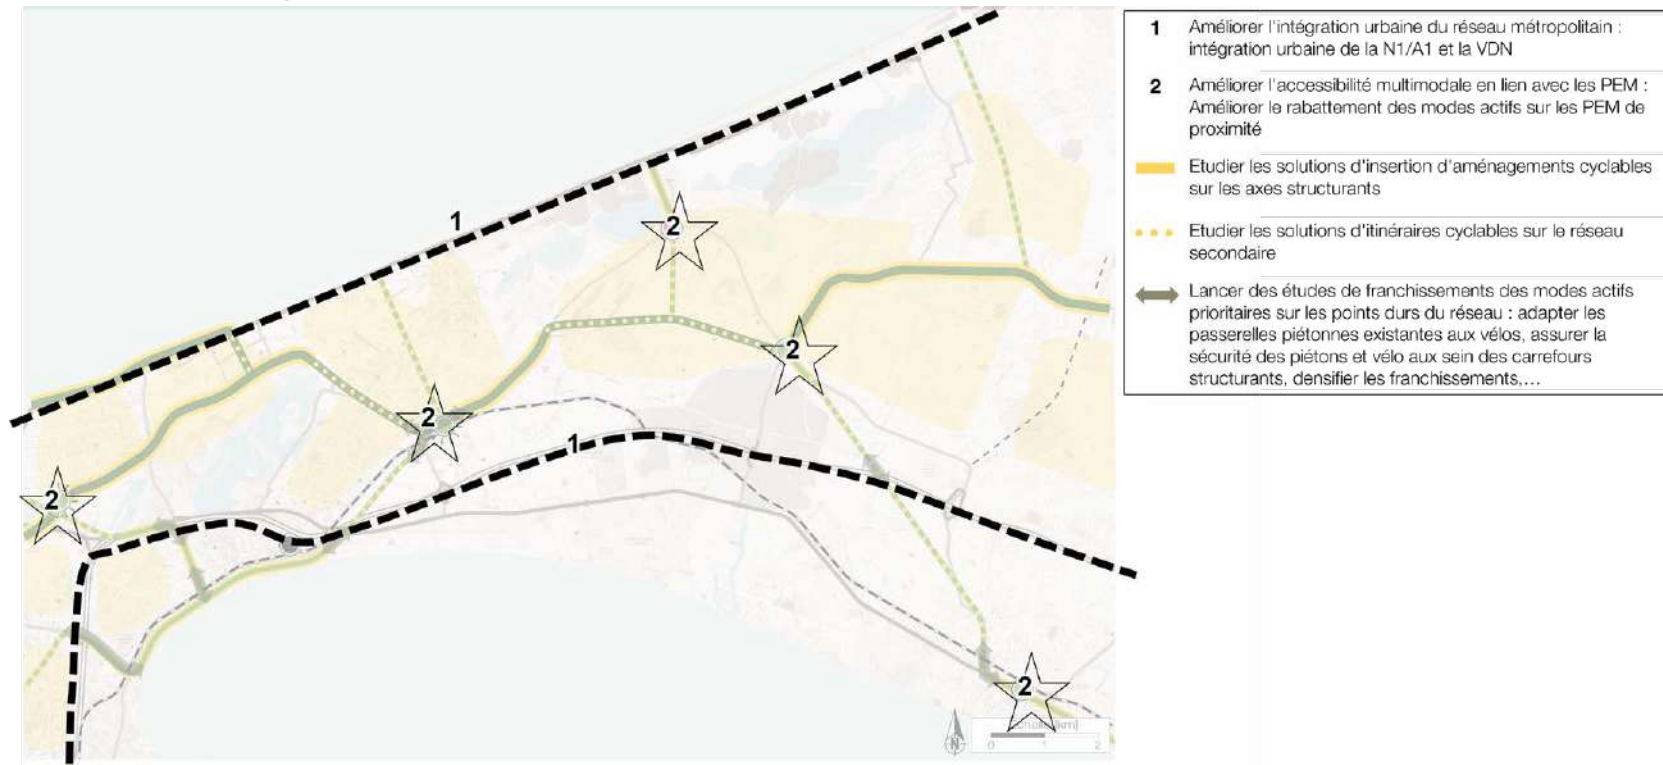 1 Améliorer l'intégration urbaine du réseau métropolitain :
intégration urbaine de la N1/A1 et la VDN
2 Améliorer l'accessibilité multimodale en lien avec les PEM :
Améliorer le rabattement des modes actifs sur les PEM de
proximité
Etudier les solutions d'insertion d'aménagements cyclables
sur les axes structurants
Etudier les solutions d'itinéraires cyclables sur le réseau
secondaire
Lancer des études de franchissements des modes actifs
prioritaires sur les points durs du réseau : adapter les
passerelles piétonnes existantes aux vélos, assurer la
sécurité des piétons et vélo aux sein des carrefours
structurants, densifier les franchissements,...
1
2
2
2
1
2
2
N
0 1 2